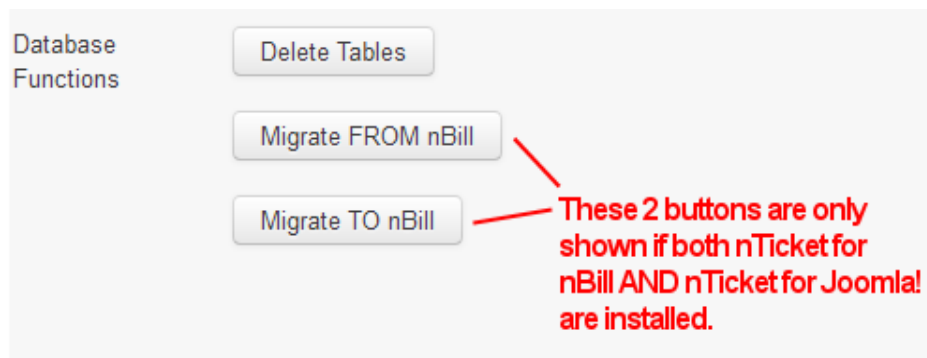 Database
Functions
Delete Tables
Migrate FROM nBill
Migrate TO nBill
These 2 buttons are only
shown if both nTicket for
nBill AND nTicket for Joomla!
are installed.